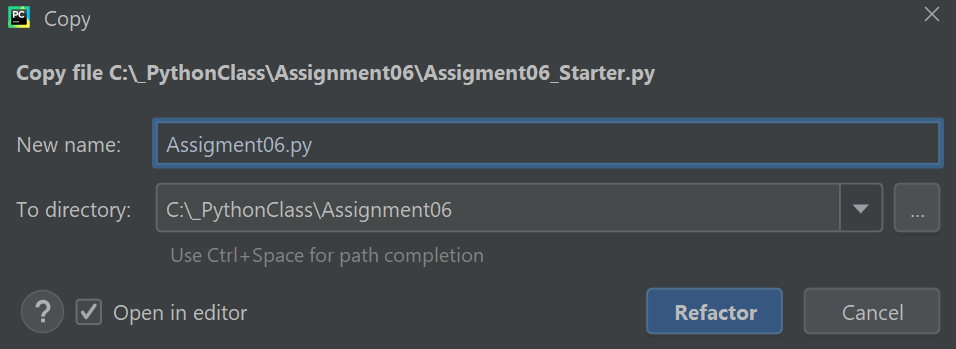 PC Copy
Copy file C:\_PythonClass\Assignment06\Assigment06_Starter.py
New name: Assigment06.py
To directory: C:\_PythonClass\Assignment06 ...
Use Ctrl+Space for path completion
? Open in editor Refactor Cancel